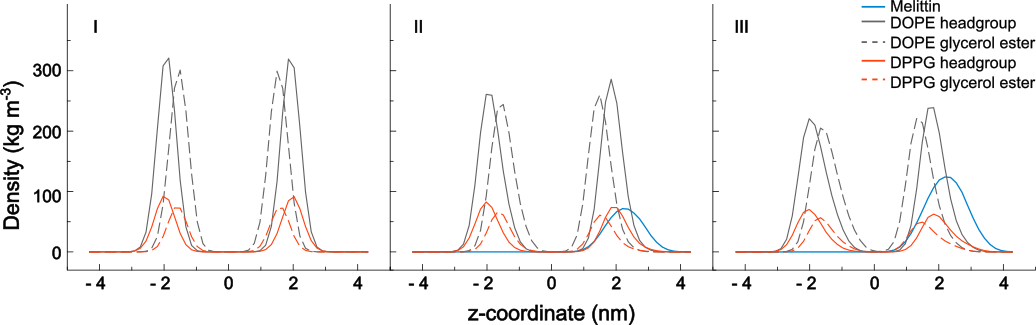 I
II
III
Melittin
DOPE headgroup
DOPE glycerol ester
DPPG headgroup
DPPG glycerol ester
Density (kg m-3)
300
200
100
0
- 4
- 2
0
2
4
- 4
- 2
0
2
4
- 4
- 2
0
2
4
z-coordinate (nm)